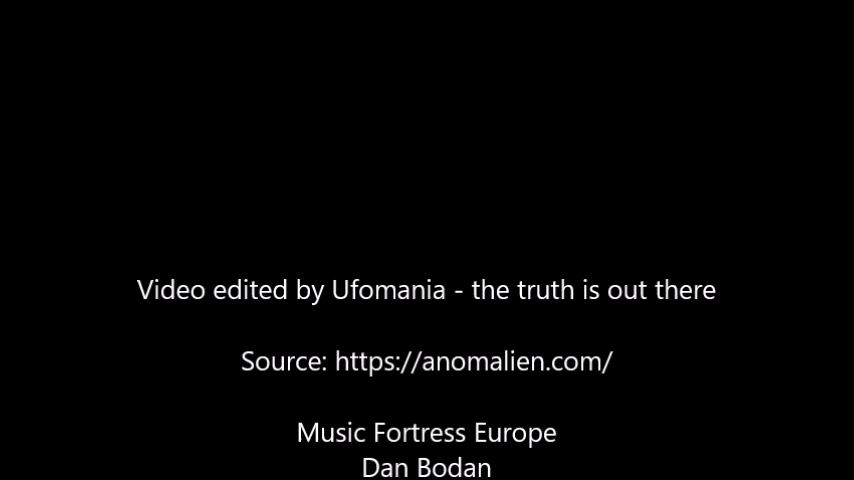 Video edited by Ufomania - the truth is out there
Source: https://anomalien.com/
Music Fortress Europe
Dan Bodan